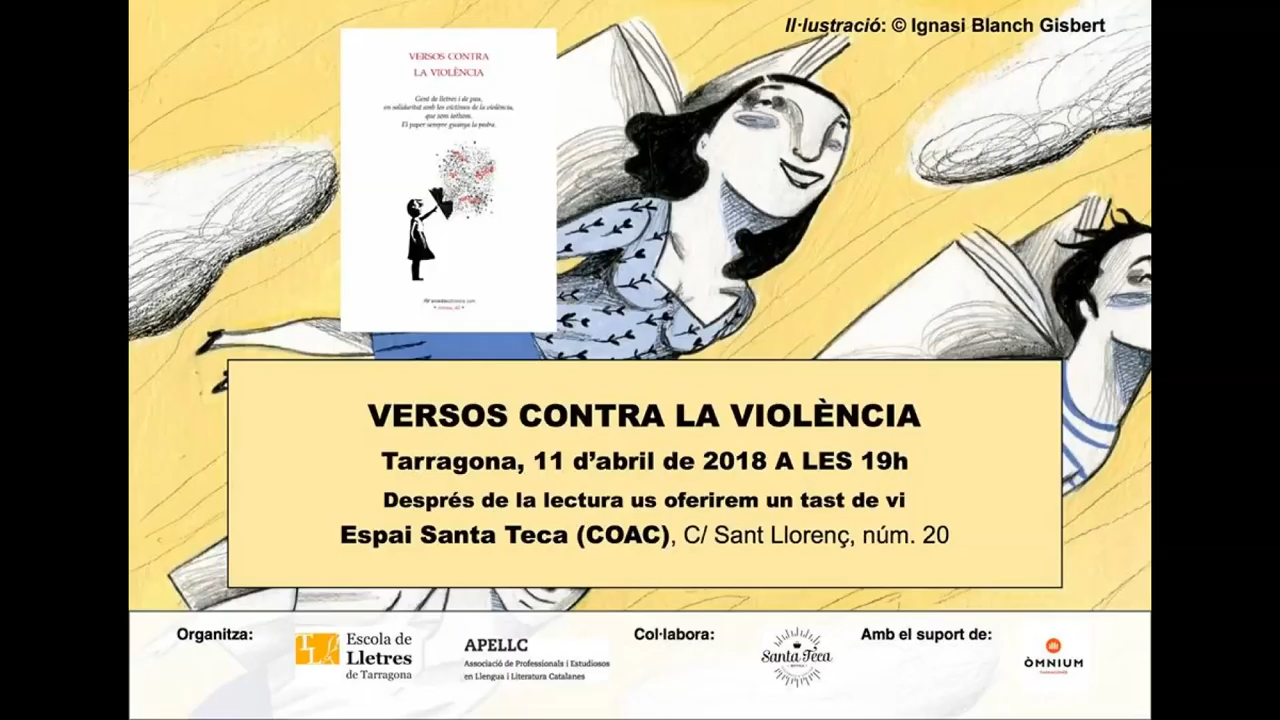 Il·lustració: © Ignasi Blanch Gisbert
VERSOS CONTRA
LA VIOLÈNCIA
Gent de lletres i de pau,
en solidaritat amb les víctimes de la violència,
que som tothom.
El paper sempre guanya la pedra.
VERSOS CONTRA LA VIOLÈNCIA
Tarragona, 11 d'abril de 2018 A LES 19h
Després de la lectura us oferirem un tast de vi
Espai Santa Teca (COAC), C/ Sant Llorenç, núm. 20
Organitza:
TL
Escola de
Lletres
de Tarragona
APELLC
Associació de Professionals i Estudiosos
en Llengua i Literatura Catalanes
Col·labora:
Santa Teca
Amb el suport de:
ÒMNIUM